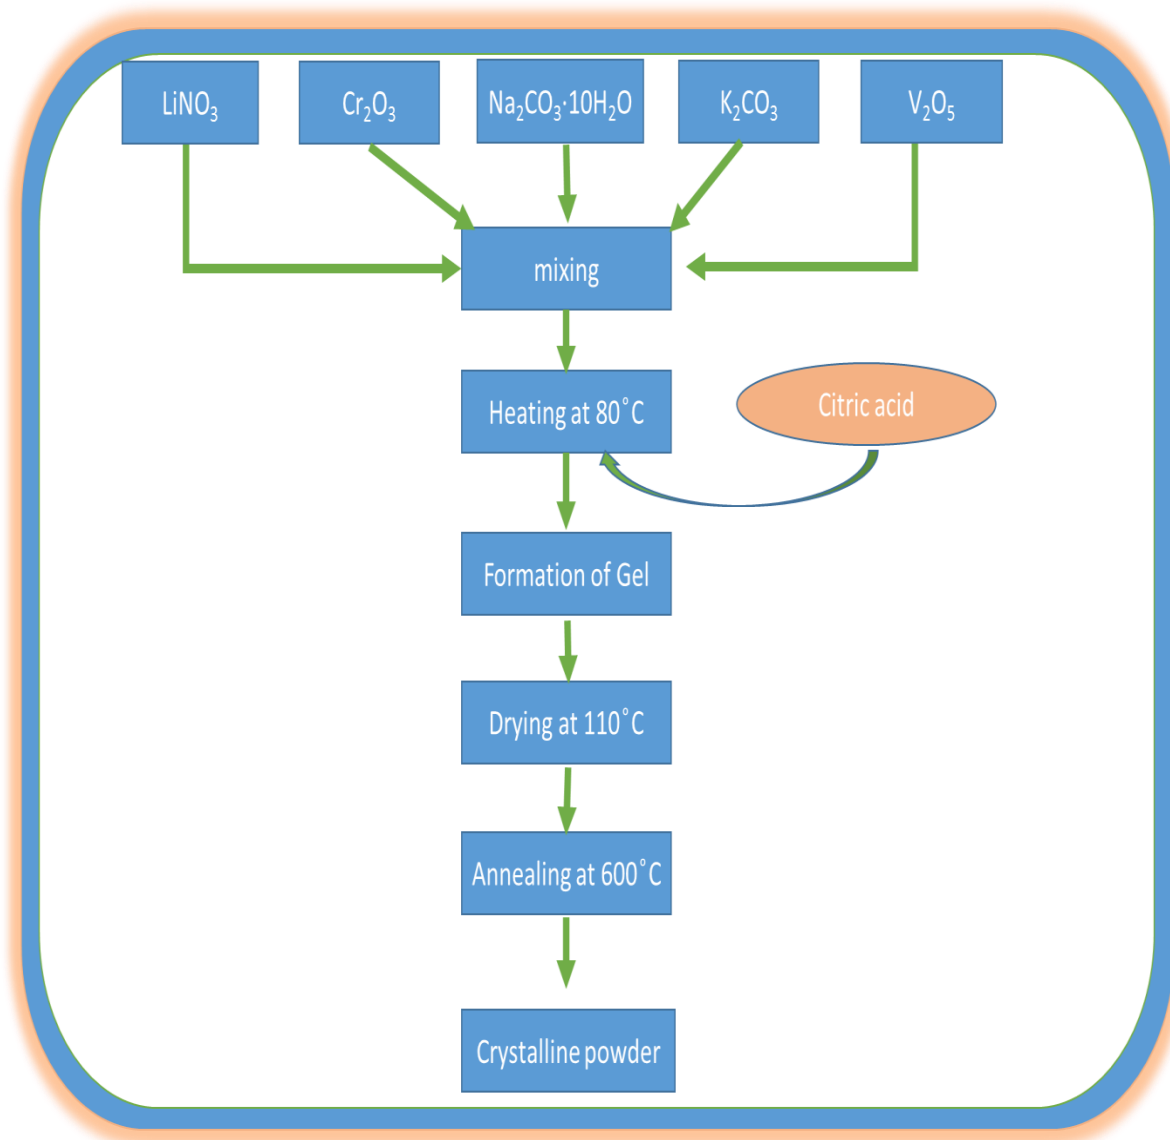 LiNO₃
Cr₂O₃
Na₂CO₃·10H₂O
K₂CO₃
V₂O₅
mixing
Heating at 80˚C
Citric acid
Formation of Gel
Drying at 110˚C
Annealing at 600˚C
Crystalline powder